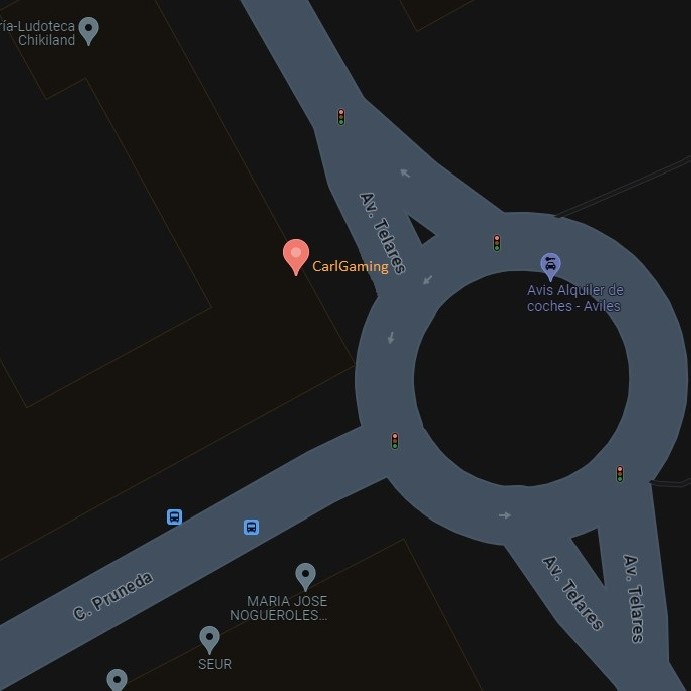 ría-Ludoteca
Chikiland
Av. Telares
CarlGaming
Avis Alquiler de
coches - Aviles
C. Pruneda
MARIA JOSE
NOGUEROLES...
SEUR
Av. Telares
Av. Telares